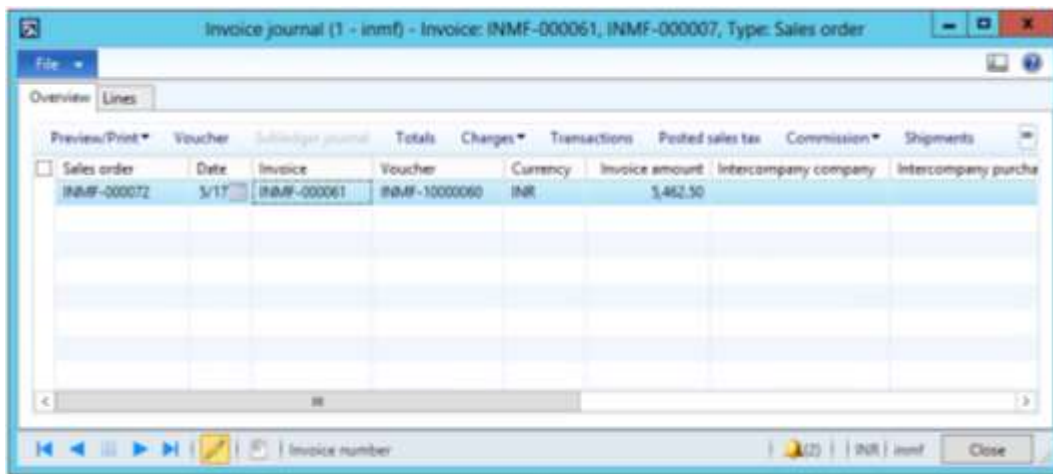 Invoice journal (1 - inmf) - Invoice: INMF-000061, INMF-000007, Type: Sales order
File
Overview Lines
Preview/Print Voucher Subledger journal Totals Charges Transactions Posted sales tax Commission Shipments
Sales order Date Invoice Voucher Currency Invoice amount Intercompany company Intercompany purcha
INMF-000072 5/17 INMF-000061 INMF-10000060 INR 5,462.50
Invoice number (2) INR inmf Close